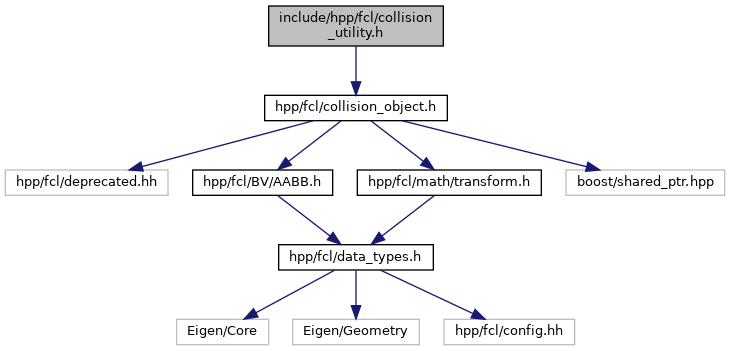 include/hpp/fcl/collision
_utility.h
hpp/fcl/collision_object.h
hpp/fcl/deprecated.hh
hpp/fcl/BV/AABB.h
hpp/fcl/math/transform.h
boost/shared_ptr.hpp
hpp/fcl/data_types.h
Eigen/Core
Eigen/Geometry
hpp/fcl/config.hh